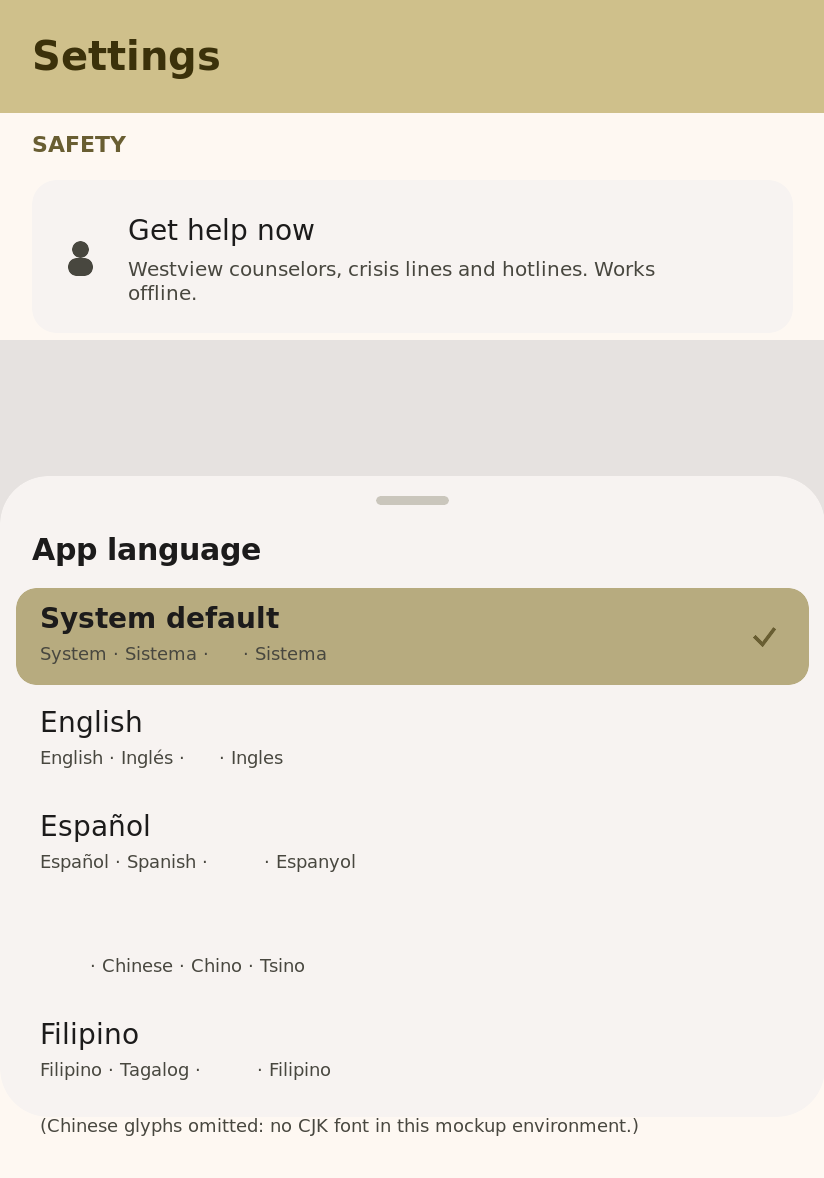 Settings
SAFETY
Get help now
Westview counselors, crisis lines and hotlines. Works
offline.
App language
System default
System · Sistema · · Sistema
English
English · Inglés · · Ingles
Español
Español · Spanish · · Espanyol
· Chinese · Chino · Tsino
Filipino
Filipino · Tagalog · · Filipino
(Chinese glyphs omitted: no CJK font in this mockup environment.)